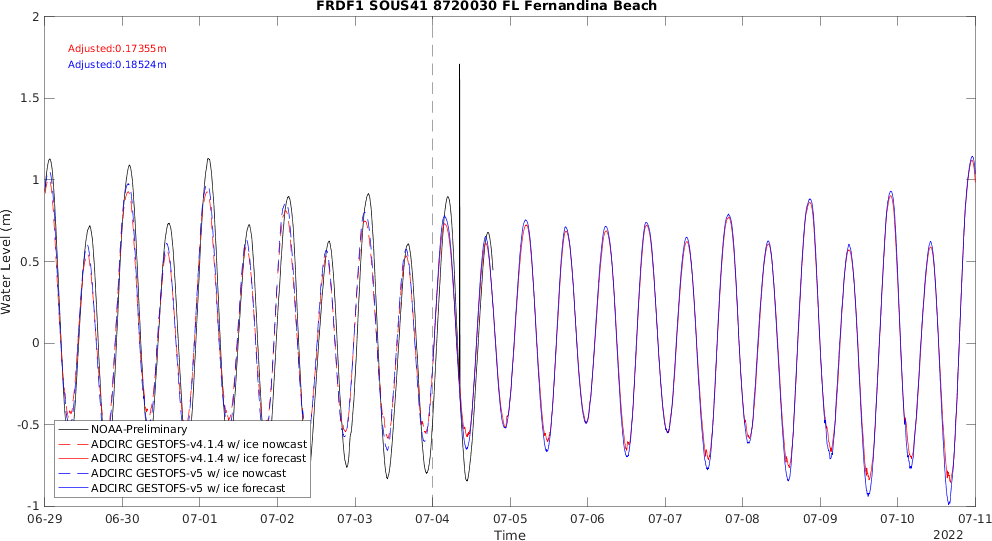 FRDF1 SOUS41 8720030 FL Fernandina Beach
Adjusted:0.17355m
Adjusted:0.18524m
Water Level (m)
2
1.5
1
0.5
0
-0.5
-1
NOAA-Preliminary
ADCIRC GESTOFS-v4.1.4 w/ ice nowcast
ADCIRC GESTOFS-v4.1.4 w/ ice forecast
ADCIRC GESTOFS-v5 w/ ice nowcast
ADCIRC GESTOFS-v5 w/ ice forecast
06-29 06-30 07-01 07-02 07-03 07-04 07-05 07-06 07-07 07-08 07-09 07-10 07-11
Time
2022